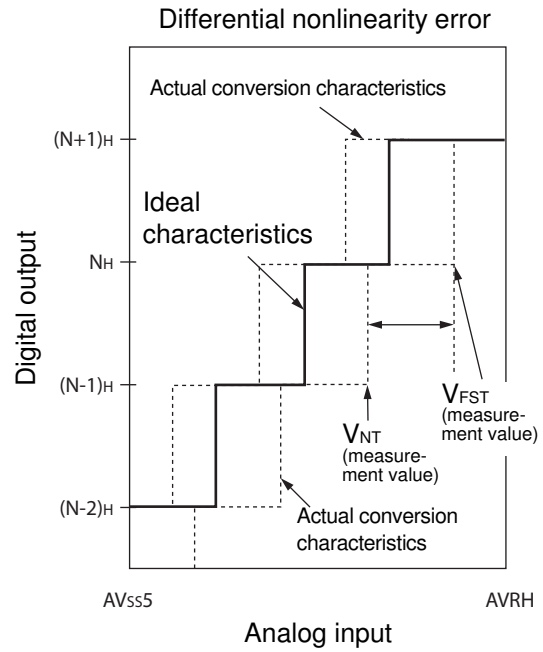 Differential nonlinearity error
Actual conversion characteristics
(N+1)H
Ideal
characteristics
NH
Digital output
(N-1)H
VFST
(measure-
ment value)
VNT
(measure-
ment value)
(N-2)H
Actual conversion
characteristics
AVss5
AVRH
Analog input